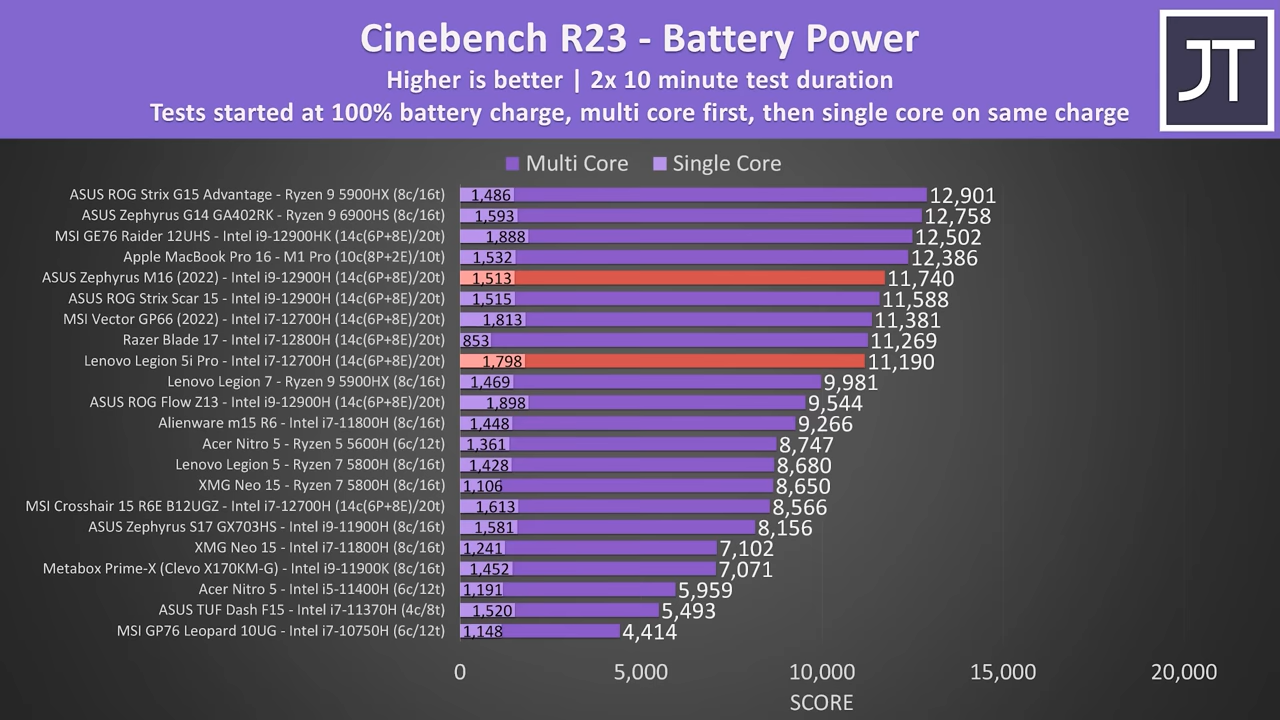 Cinebench R23 - Battery Power
Higher is better | 2x 10 minute test duration
Tests started at 100% battery charge, multi core first, then single core on same charge
JT
Multi Core Single Core
ASUS ROG Strix G15 Advantage - Ryzen 9 5900HX (8c/16t) 1,486 12,901
ASUS Zephyrus G14 GA402RK - Ryzen 9 6900HS (8c/16t) 1,593 12,758
MSI GE76 Raider 12UHS - Intel i9-12900HK (14c(6P+8E)/20t) 1,888 12,502
Apple MacBook Pro 16 - M1 Pro (10c(8P+2E)/10t) 1,532 12,386
ASUS Zephyrus M16 (2022) - Intel i9-12900H (14c(6P+8E)/20t) 1,513 11,740
ASUS ROG Strix Scar 15 - Intel i9-12900H (14c(6P+8E)/20t) 1,515 11,588
MSI Vector GP66 (2022) - Intel i7-12700H (14c(6P+8E)/20t) 1,813 11,381
Razer Blade 17 - Intel i7-12800H (14c(6P+8E)/20t) 853 11,269
Lenovo Legion 5i Pro - Intel i7-12700H (14c(6P+8E)/20t) 1,798 11,190
Lenovo Legion 7 - Ryzen 9 5900HX (8c/16t) 1,469 9,981
ASUS ROG Flow Z13 - Intel i9-12900H (14c(6P+8E)/20t) 1,898 9,544
Alienware m15 R6 - Intel i7-11800H (8c/16t) 1,448 9,266
Acer Nitro 5 - Ryzen 5 5600H (6c/12t) 1,361 8,747
Lenovo Legion 5 - Ryzen 7 5800H (8c/16t) 1,428 8,680
XMG Neo 15 - Ryzen 7 5800H (8c/16t) 1,106 8,650
MSI Crosshair 15 R6E B12UGZ - Intel i7-12700H (14c(6P+8E)/20t) 1,613 8,566
ASUS Zephyrus S17 GX703HS - Intel i9-11900H (8c/16t) 1,581 8,156
XMG Neo 15 - Intel i7-11800H (8c/16t) 1,241 7,102
Metabox Prime-X (Clevo X170KM-G) - Intel i9-11900K (8c/16t) 1,452 7,071
Acer Nitro 5 - Intel i5-11400H (6c/12t) 1,191 5,959
ASUS TUF Dash F15 - Intel i7-11370H (4c/8t) 1,520 5,493
MSI GP76 Leopard 10UG - Intel i7-10750H (6c/12t) 1,148 4,414
0 5,000 10,000 15,000 20,000
SCORE